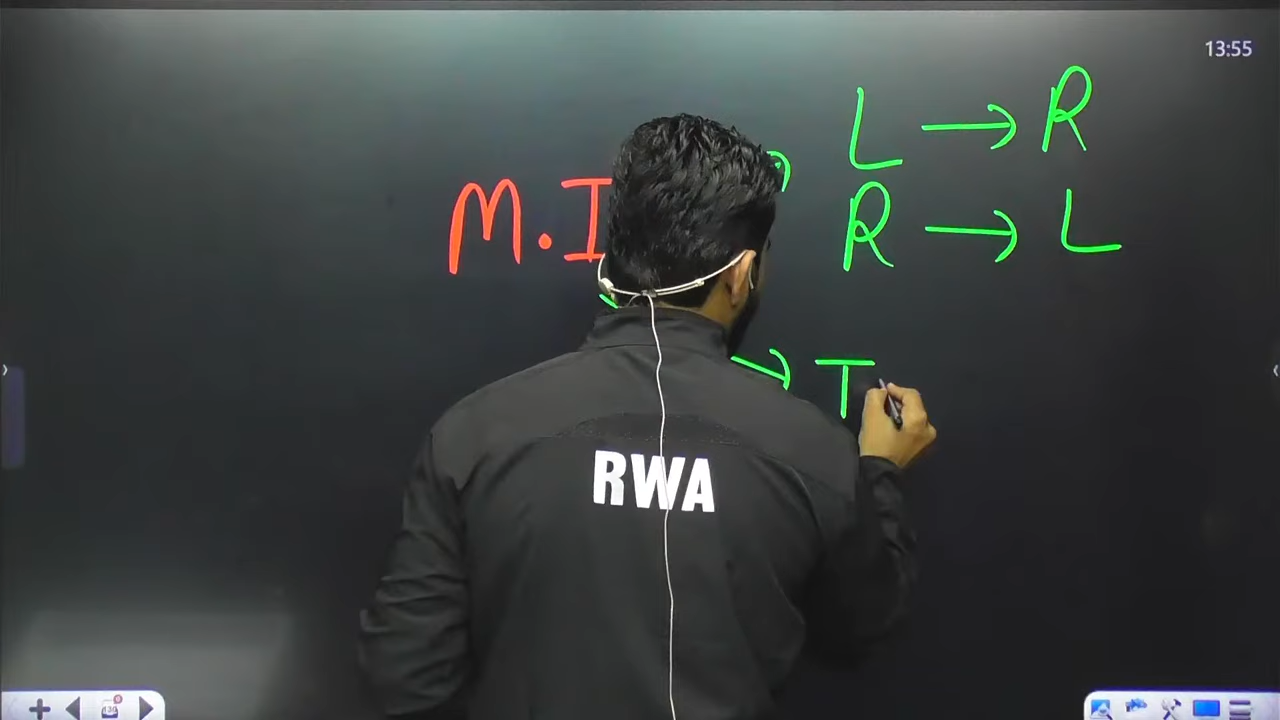 13:55
L → R
M.I
R → L
→ T
RWA